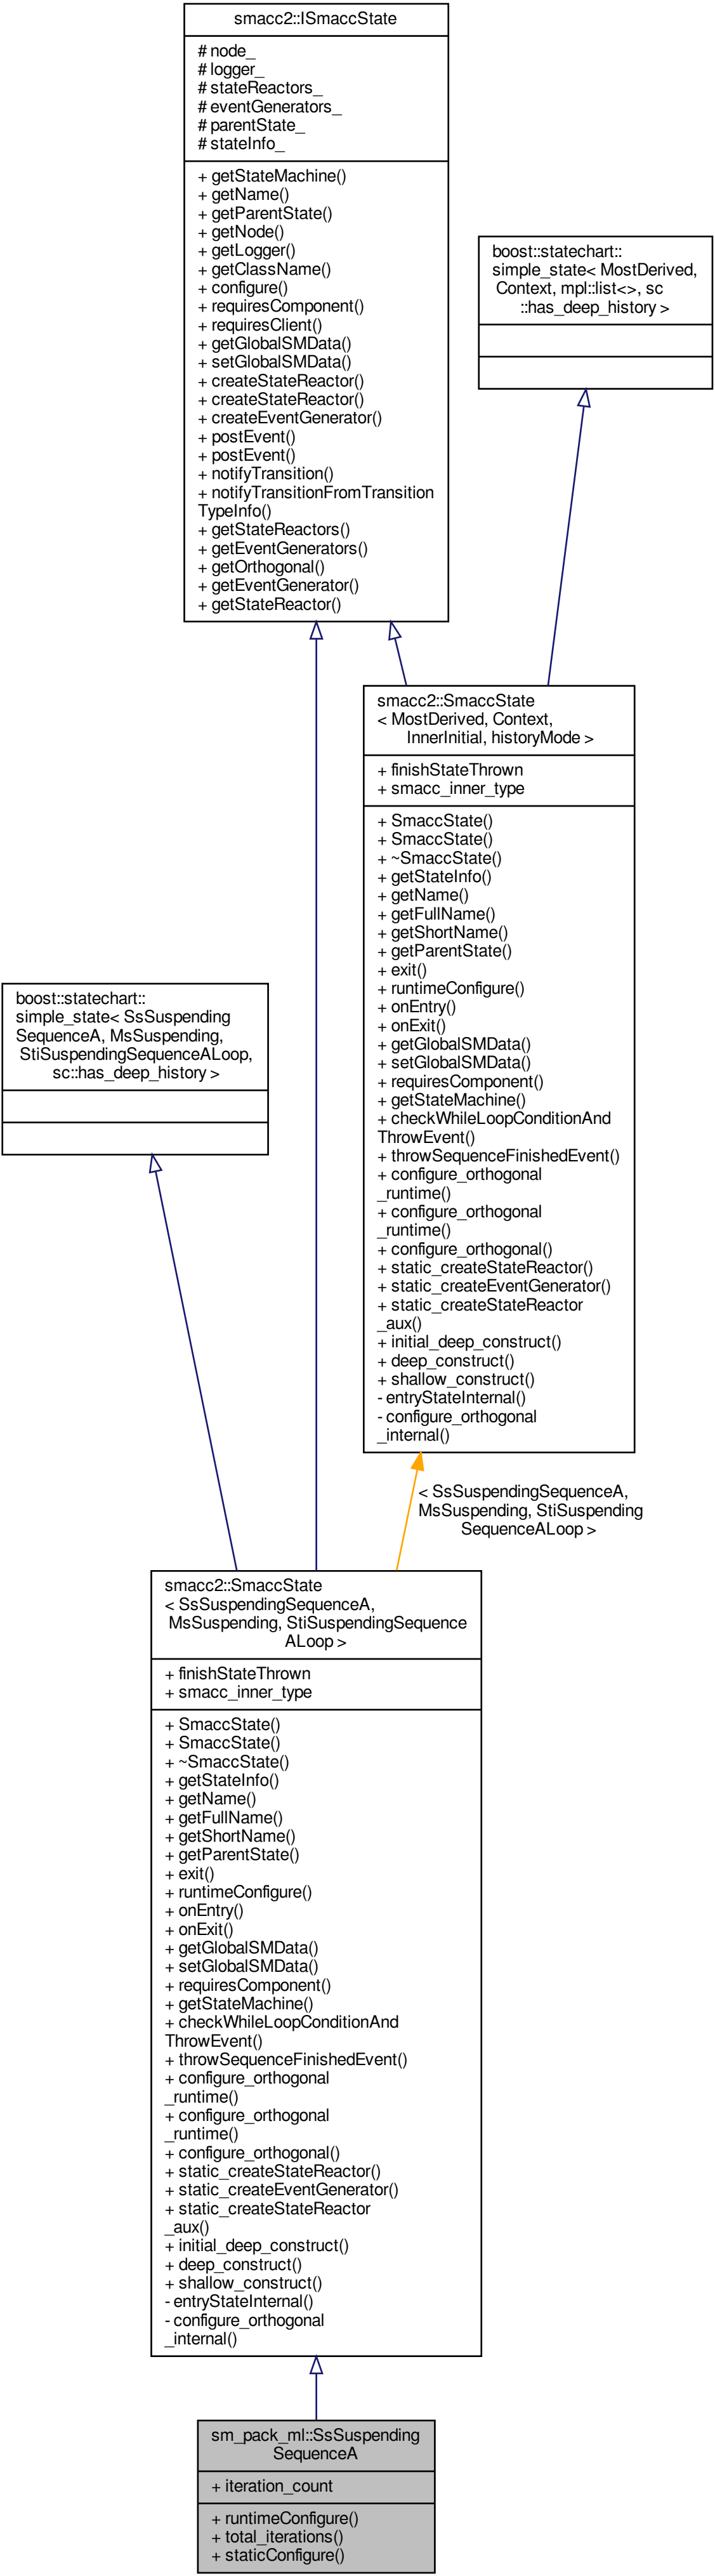 smacc2::ISmaccState
# node_
# logger_
# stateReactors_
# eventGenerators_
# parentState_
# stateInfo_
+ getStateMachine()
+ getName()
+ getParentState()
+ getNode()
+ getLogger()
+ getClassName()
+ configure()
+ requiresComponent()
+ requiresClient()
+ getGlobalSMData()
+ setGlobalSMData()
+ createStateReactor()
+ createStateReactor()
+ createEventGenerator()
+ postEvent()
+ postEvent()
+ notifyTransition()
+ notifyTransitionFromTransition
TypeInfo()
+ getStateReactors()
+ getEventGenerators()
+ getOrthogonal()
+ getEventGenerator()
+ getStateReactor()
boost::statechart::
simple_state< MostDerived,
Context, mpl::list<>, sc
::has_deep_history >
smacc2::SmaccState
< MostDerived, Context,
InnerInitial, historyMode >
+ finishStateThrown
+ smacc_inner_type
+ SmaccState()
+ SmaccState()
+ ~SmaccState()
+ getStateInfo()
+ getName()
+ getFullName()
+ getShortName()
+ getParentState()
+ exit()
+ runtimeConfigure()
+ onEntry()
+ onExit()
+ getGlobalSMData()
+ setGlobalSMData()
+ requiresComponent()
+ getStateMachine()
+ checkWhileLoopConditionAnd
ThrowEvent()
+ throwSequenceFinishedEvent()
+ configure_orthogonal
_runtime()
+ configure_orthogonal
_runtime()
+ configure_orthogonal()
+ static_createStateReactor()
+ static_createEventGenerator()
+ static_createStateReactor
_aux()
+ initial_deep_construct()
+ deep_construct()
+ shallow_construct()
- entryStateInternal()
- configure_orthogonal
_internal()
boost::statechart::
simple_state< SsSuspending
SequenceA, MsSuspending,
StiSuspendingSequenceALoop,
sc::has_deep_history >
< SsSuspendingSequenceA,
MsSuspending, StiSuspending
SequenceALoop >
smacc2::SmaccState
< SsSuspendingSequenceA,
MsSuspending, StiSuspendingSequence
ALoop >
+ finishStateThrown
+ smacc_inner_type
+ SmaccState()
+ SmaccState()
+ ~SmaccState()
+ getStateInfo()
+ getName()
+ getFullName()
+ getShortName()
+ getParentState()
+ exit()
+ runtimeConfigure()
+ onEntry()
+ onExit()
+ getGlobalSMData()
+ setGlobalSMData()
+ requiresComponent()
+ getStateMachine()
+ checkWhileLoopConditionAnd
ThrowEvent()
+ throwSequenceFinishedEvent()
+ configure_orthogonal
_runtime()
+ configure_orthogonal
_runtime()
+ configure_orthogonal()
+ static_createStateReactor()
+ static_createEventGenerator()
+ static_createStateReactor
_aux()
+ initial_deep_construct()
+ deep_construct()
+ shallow_construct()
- entryStateInternal()
- configure_orthogonal
_internal()
sm_pack_ml::SsSuspending
SequenceA
+ iteration_count
+ runtimeConfigure()
+ total_iterations()
+ staticConfigure()